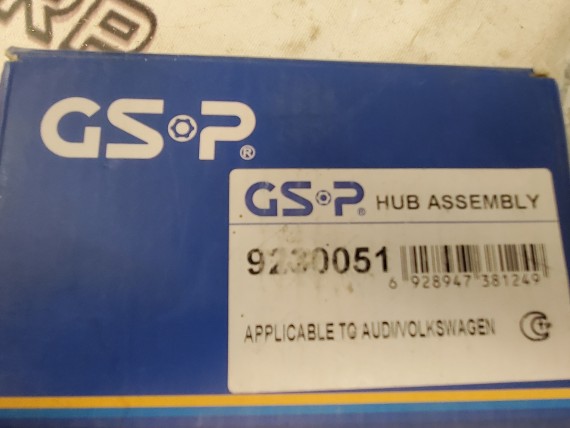 GSP®
GSP® HUB ASSEMBLY
9230051
6 928947 381249
APPLICABLE TO AUDI/VOLKSWAGEN